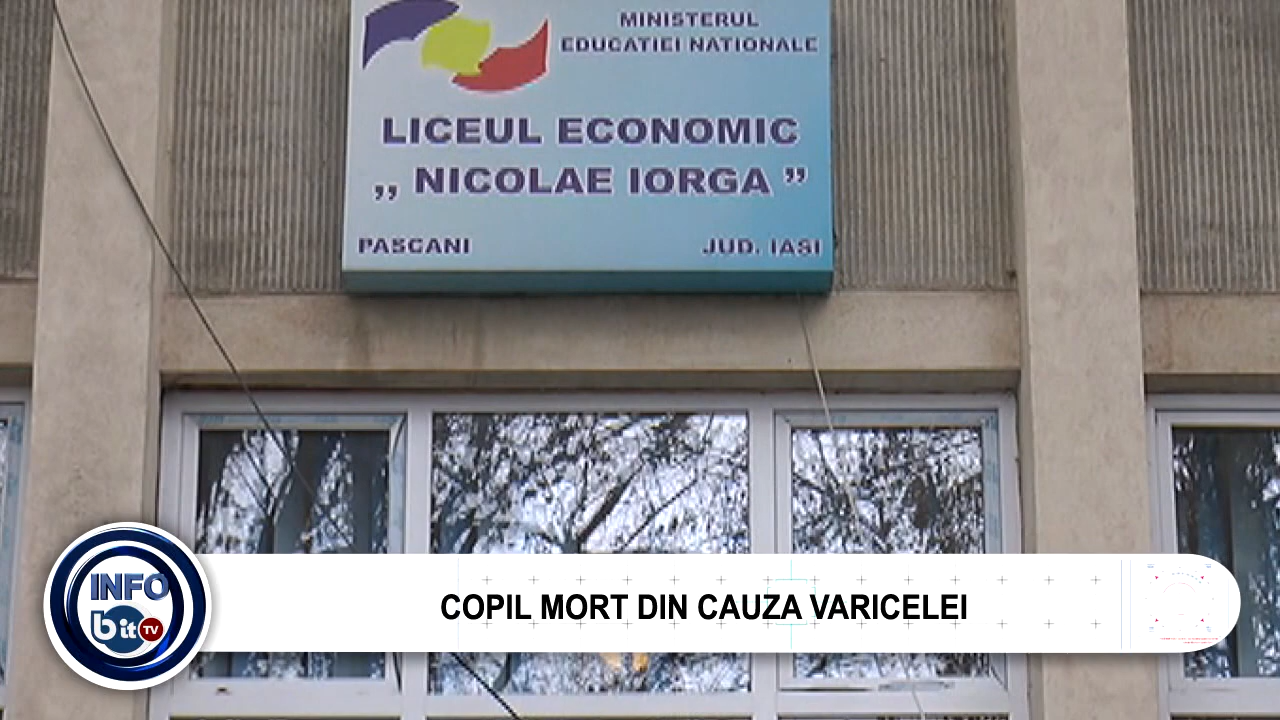 MINISTERUL
EDUCATIEI NATIONALE
LICEUL ECONOMIC
,, NICOLAE IORGA ”
PASCANI JUD. IASI
INFO
bit TV
COPIL MORT DIN CAUZA VARICELEI